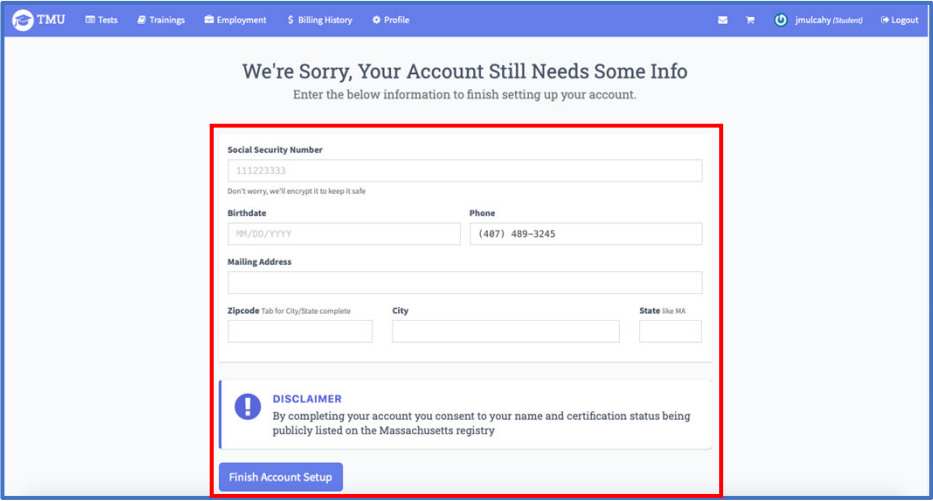 TMU Tests Trainings Employment $ Billing History Profile jmulcahy (Student) Logout
We're Sorry, Your Account Still Needs Some Info
Enter the below information to finish setting up your account.
Social Security Number
111223333
Don't worry, we'll encrypt it to keep it safe
Birthdate Phone
MM/DD/YYYY (407) 489-3245
Mailing Address
Zipcode Tab for City/State complete City State like MA
DISCLAIMER
By completing your account you consent to your name and certification status being
publicly listed on the Massachusetts registry
Finish Account Setup